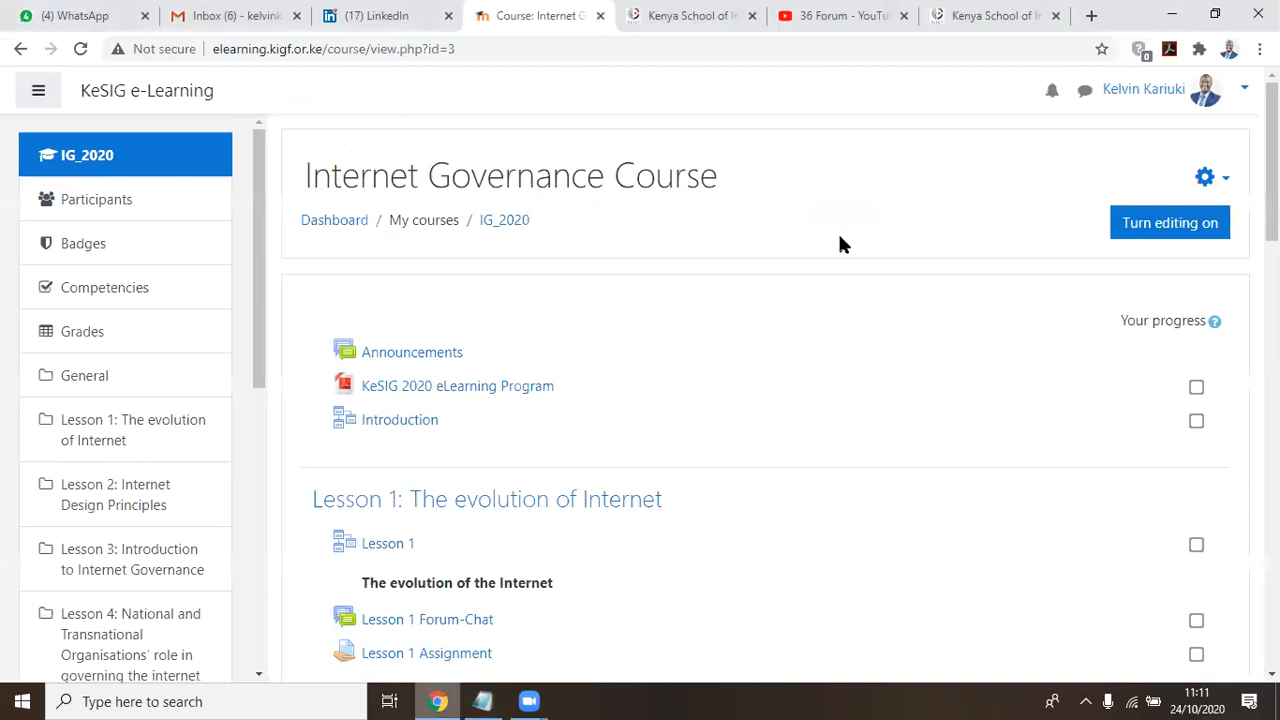 (4) WhatsApp
Inbox (6) - kelvink
(17) LinkedIn
Course: Internet G
Kenya School of In
36 Forum - YouTu
Kenya School of I
Not secure
elearning.kigf.or.ke/course/view.php?id=3
0
KeSIG e-Learning
Kelvin Kariuki
IG_2020
Participants
Badges
Competencies
Grades
General
Lesson 1: The evolution
of Internet
Lesson 2: Internet
Design Principles
Lesson 3: Introduction
to Internet Governance
Lesson 4: National and
Transnational
Organisations' role in
governing the internet
Internet Governance Course
Dashboard / My courses / IG_2020
Turn editing on
Your progress
Announcements
KeSIG 2020 eLearning Program
Introduction
Lesson 1: The evolution of Internet
Lesson 1
The evolution of the Internet
Lesson 1 Forum-Chat
Lesson 1 Assignment
Type here to search
11:11
24/10/2020